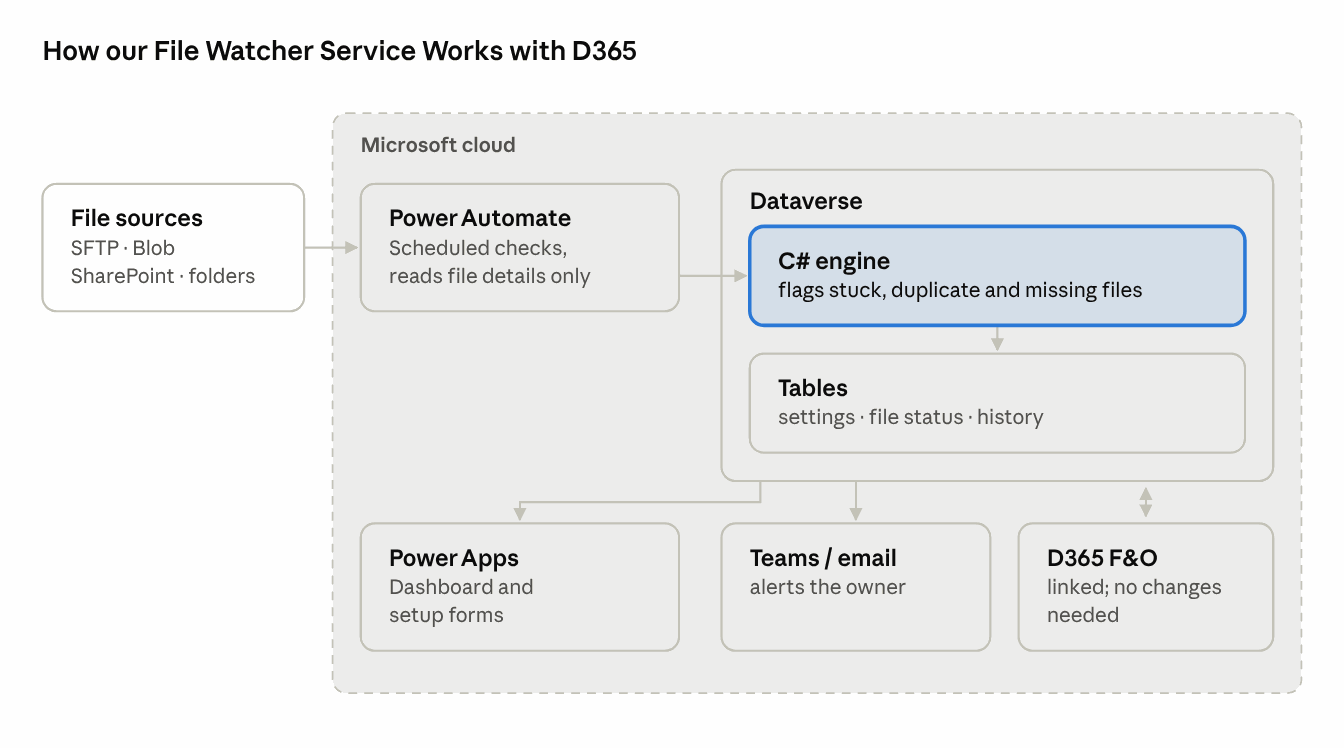 How our File Watcher Service Works with D365
Microsoft cloud
File sources
SFTP · Blob
SharePoint · folders
Power Automate
Scheduled checks,
reads file details only
Dataverse
C# engine
flags stuck, duplicate and missing files
Tables
settings · file status · history
Power Apps
Dashboard and
setup forms
Teams / email
alerts the owner
D365 F&O
linked; no changes
needed